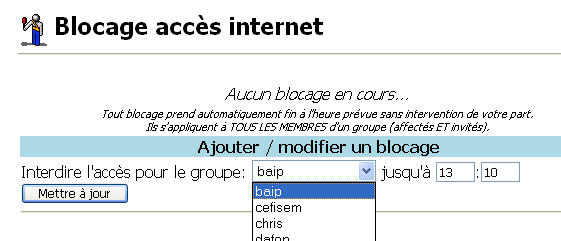 Blocage accès internet
Aucun blocage en cours...
Tout blocage prend automatiquement fin à l'heure prévue sans intervention de votre part.
Ils s'appliquent à TOUS LES MEMBRES d'un groupe (affectés ET invités).
Ajouter / modifier un blocage
Interdire l'accès pour le groupe: baip jusqu'à 13 : 10
Mettre à jour
baip
cefisem
chris
dafop